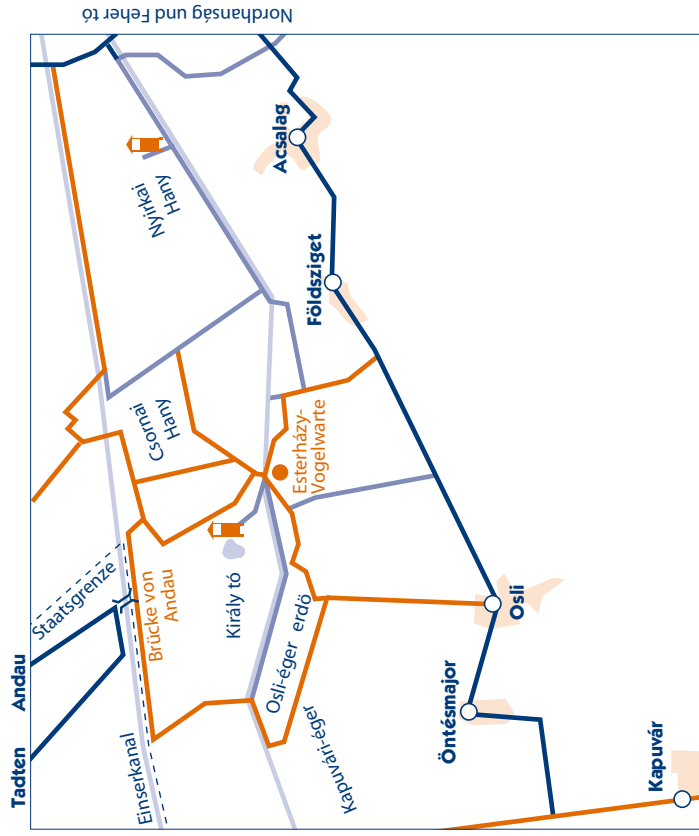 Nordhanság und Feher tó
Tadten
Andau
Staatsgrenze
Einserkanal
Brücke von
Andau
Csornai
Hany
Nyirkai
Hany
Király tó
Osli-éger erdö
Kapuvári-éger
Esterházy-
Vogelwarte
Acsalag
Földsziget
Osli
Öntésmajor
Kapuvár